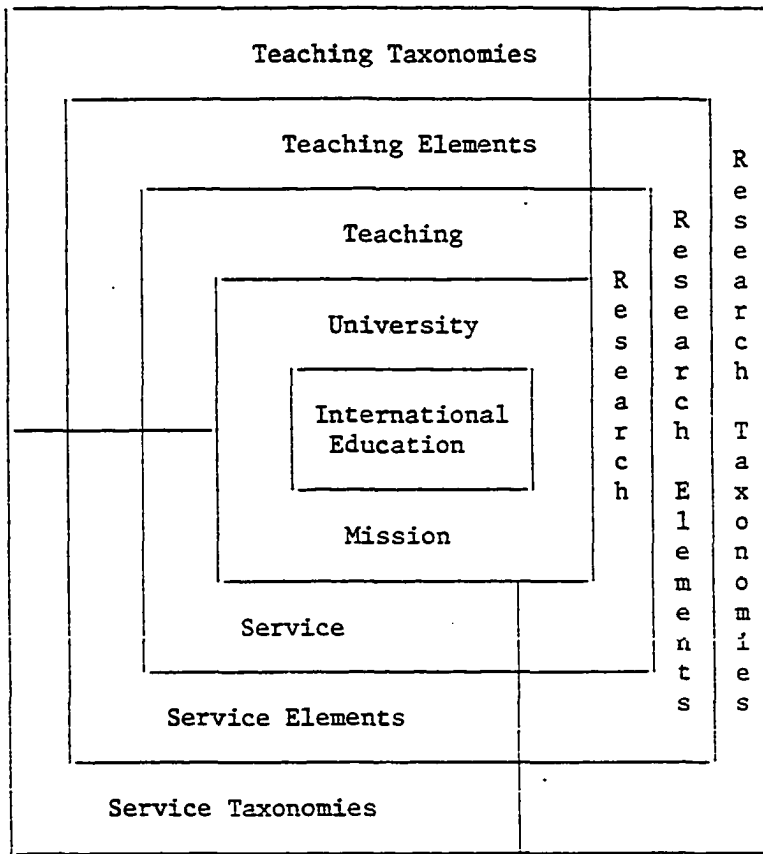 Teaching Taxonomies
Teaching Elements
Teaching
University
International
Education
Mission
Service
Service Elements
Service Taxonomies
Research
Research Elements
Research Taxonomies